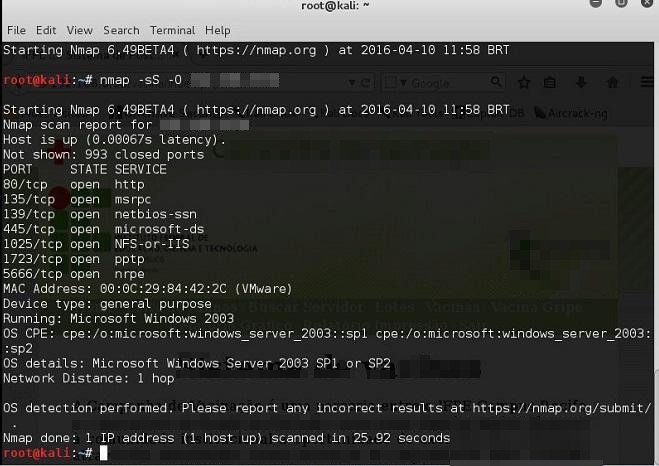 root@kali: ~
File Edit View Search Terminal Help
Starting Nmap 6.49BETA4 ( https://nmap.org ) at 2016-04-10 11:58 BRT
root@kali:~# nmap -sS -O
Starting Nmap 6.49BETA4 ( https://nmap.org ) at 2016-04-10 11:58 BRT
Nmap scan report for
Host is up (0.00067s latency).
Not shown: 993 closed ports
PORT STATE SERVICE
80/tcp open http
135/tcp open msrpc
139/tcp open netbios-ssn
445/tcp open microsoft-ds
1025/tcp open NFS-or-IIS
1723/tcp open pptp
5666/tcp open nrpe
MAC Address: 00:0C:29:84:42:2C (VMware)
Device type: general purpose
Running: Microsoft Windows 2003
OS CPE: cpe:/o:microsoft:windows_server_2003::sp1 cpe:/o:microsoft:windows_server_2003:
:sp2
OS details: Microsoft Windows Server 2003 SP1 or SP2
Network Distance: 1 hop
OS detection performed. Please report any incorrect results at https://nmap.org/submit/
.
Nmap done: 1 IP address (1 host up) scanned in 25.92 seconds
root@kali:~#
Aircrack-ng
Buscar Servidor Lotes Vacinas Vacina Gripe